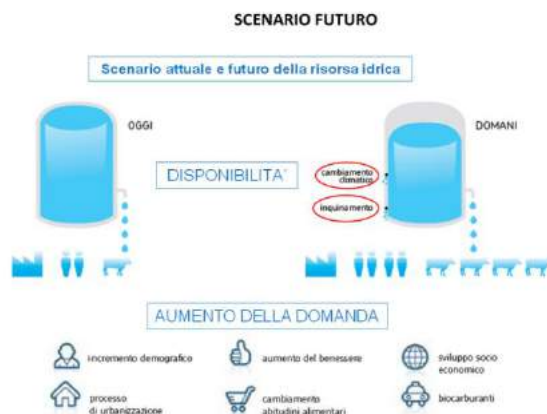 SCENARIO FUTURO
Scenario attuale e futuro della risorsa idrica
OGGI
DOMANI
DISPONIBILITA'
cambiamento
climatico
inquinamento
AUMENTO DELLA DOMANDA
incremento demografico
aumento del benessere
sviluppo socio
economico
processo
di urbanizzazione
cambiamento
abitudini alimentari
biocarburanti